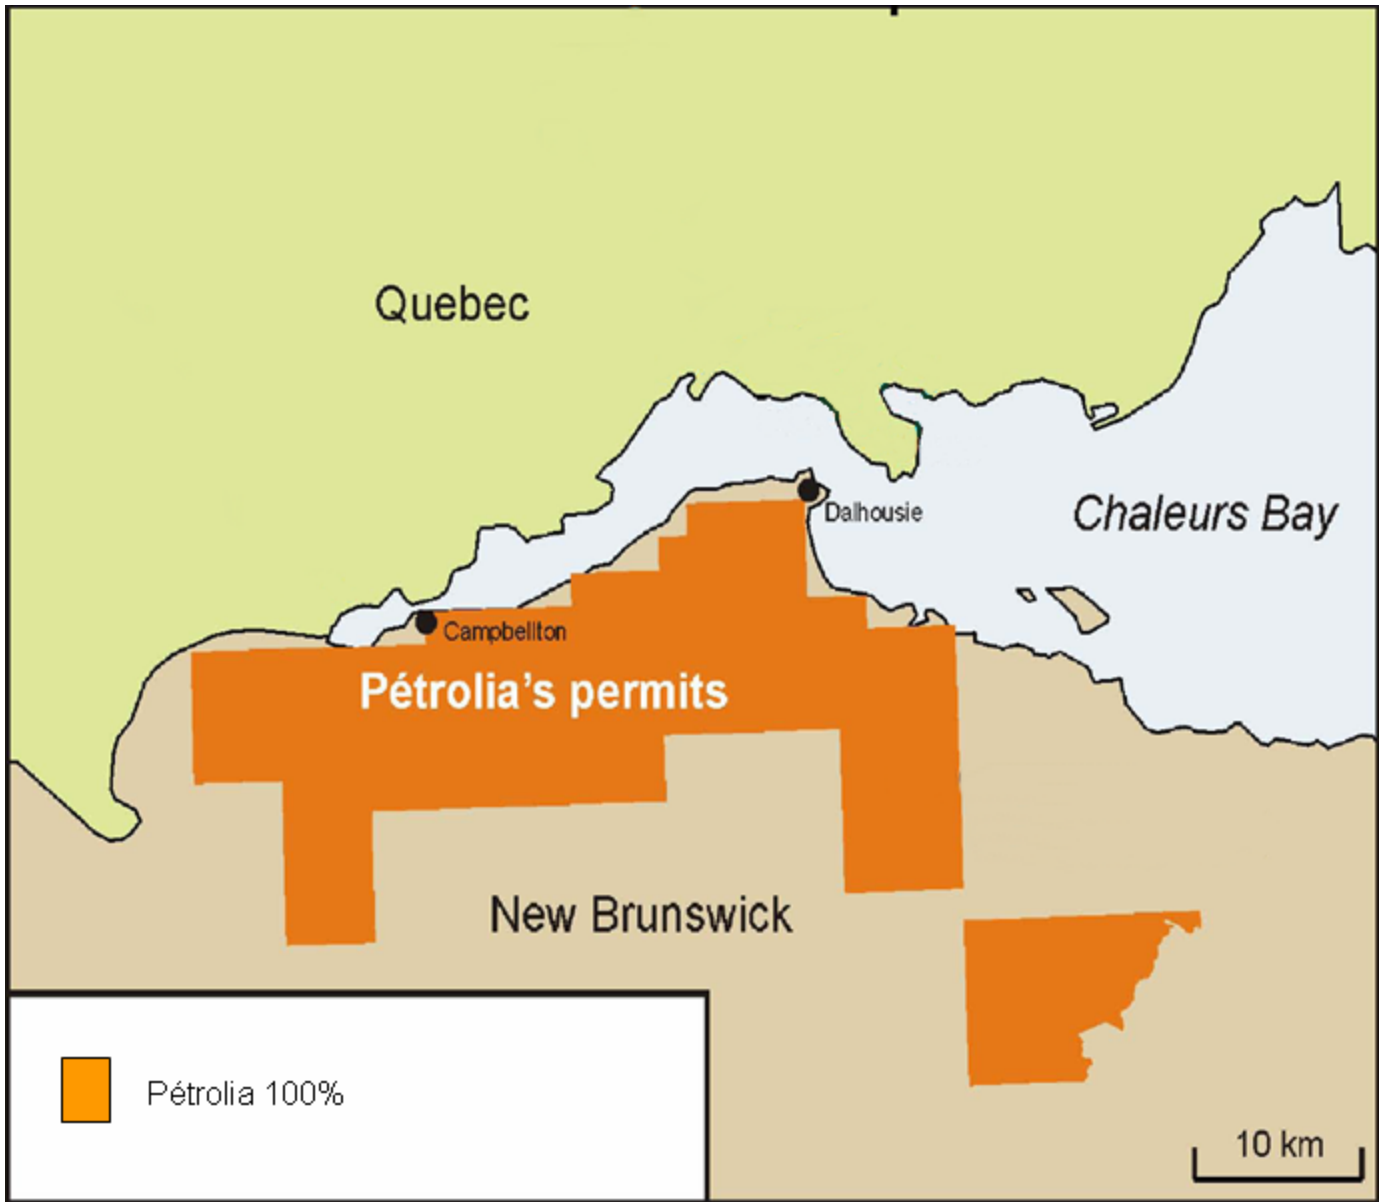 Quebec
Chaleurs Bay
Dalhousie
Campbellton
Pétrolia's permits
New Brunswick
Pétrolia 100%
10 km